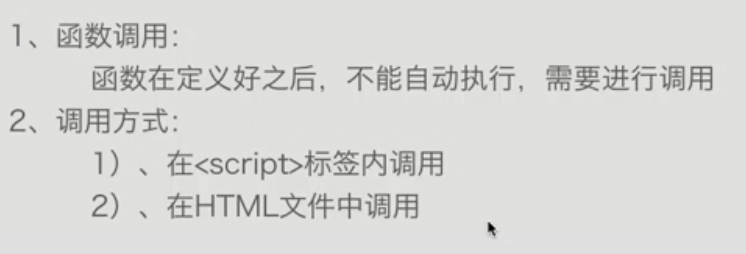 1、函数调用：
函数在定义好之后，不能自动执行，需要进行调用
2、调用方式：
1）、在<script>标签内调用
2）、在HTML文件中调用